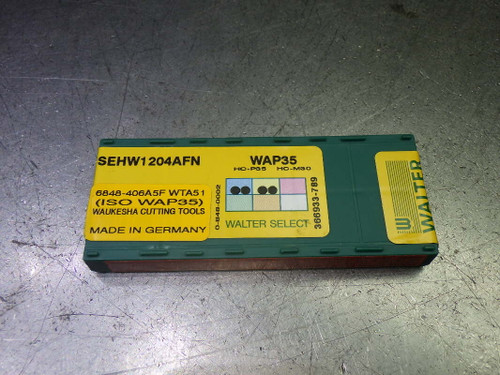 SEHW1204AFN
6848-406A5F WTA51
(ISO WAP35)
WAUKESHA CUTTING TOOLS
MADE IN GERMANY
0-848-0002
WAP35
HC-P35 HC-M30
WALTER SELECT
366933-789
WALTER